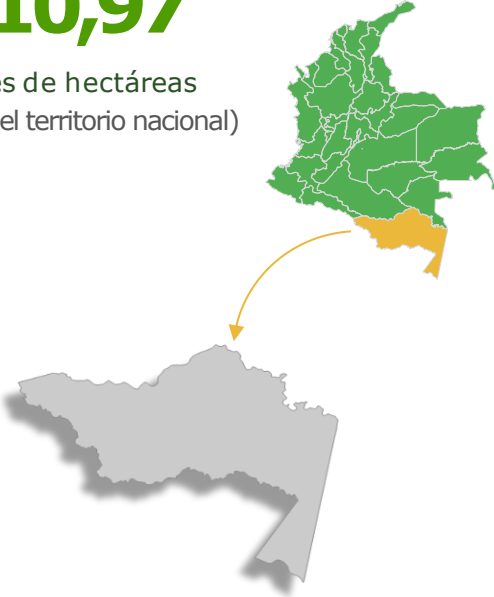 10,97
es de hectáreas
el territorio nacional)